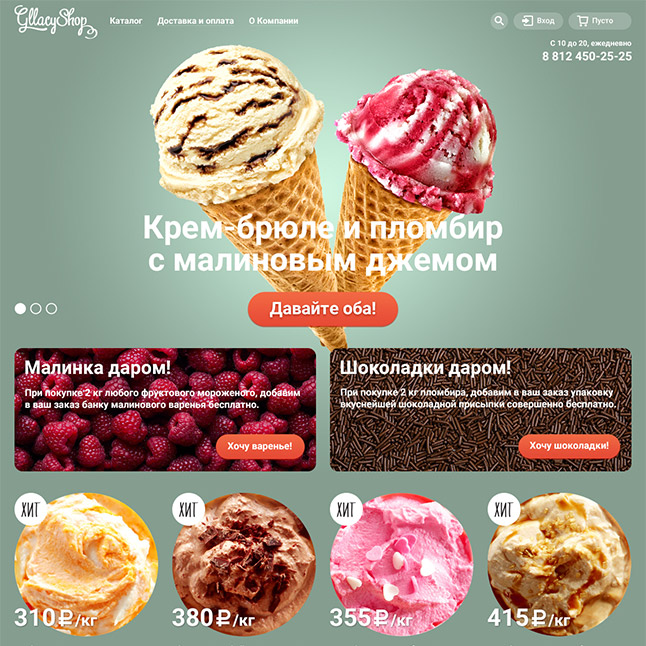 Gllacy Shop
Каталог Доставка и оплата О Компании
Вход Пусто
С 10 до 20, ежедневно
8 812 450-25-25
Крем-брюле и пломбир
с малиновым джемом
Давайте оба!
Малинка даром!
При покупке 2 кг любого фруктового мороженого, добавим
в ваш заказ банку малинового варенья бесплатно.
Хочу варенье!
Шоколадки даром!
При покупке 2 кг пломбира, добавим в ваш заказ упаковку
вкуснейшей шоколадной присыпки совершенно бесплатно.
Хочу шоколадки!
ХИТ ХИТ ХИТ ХИТ
310 ₽/кг 380 ₽/кг 355 ₽/кг 415 ₽/кг